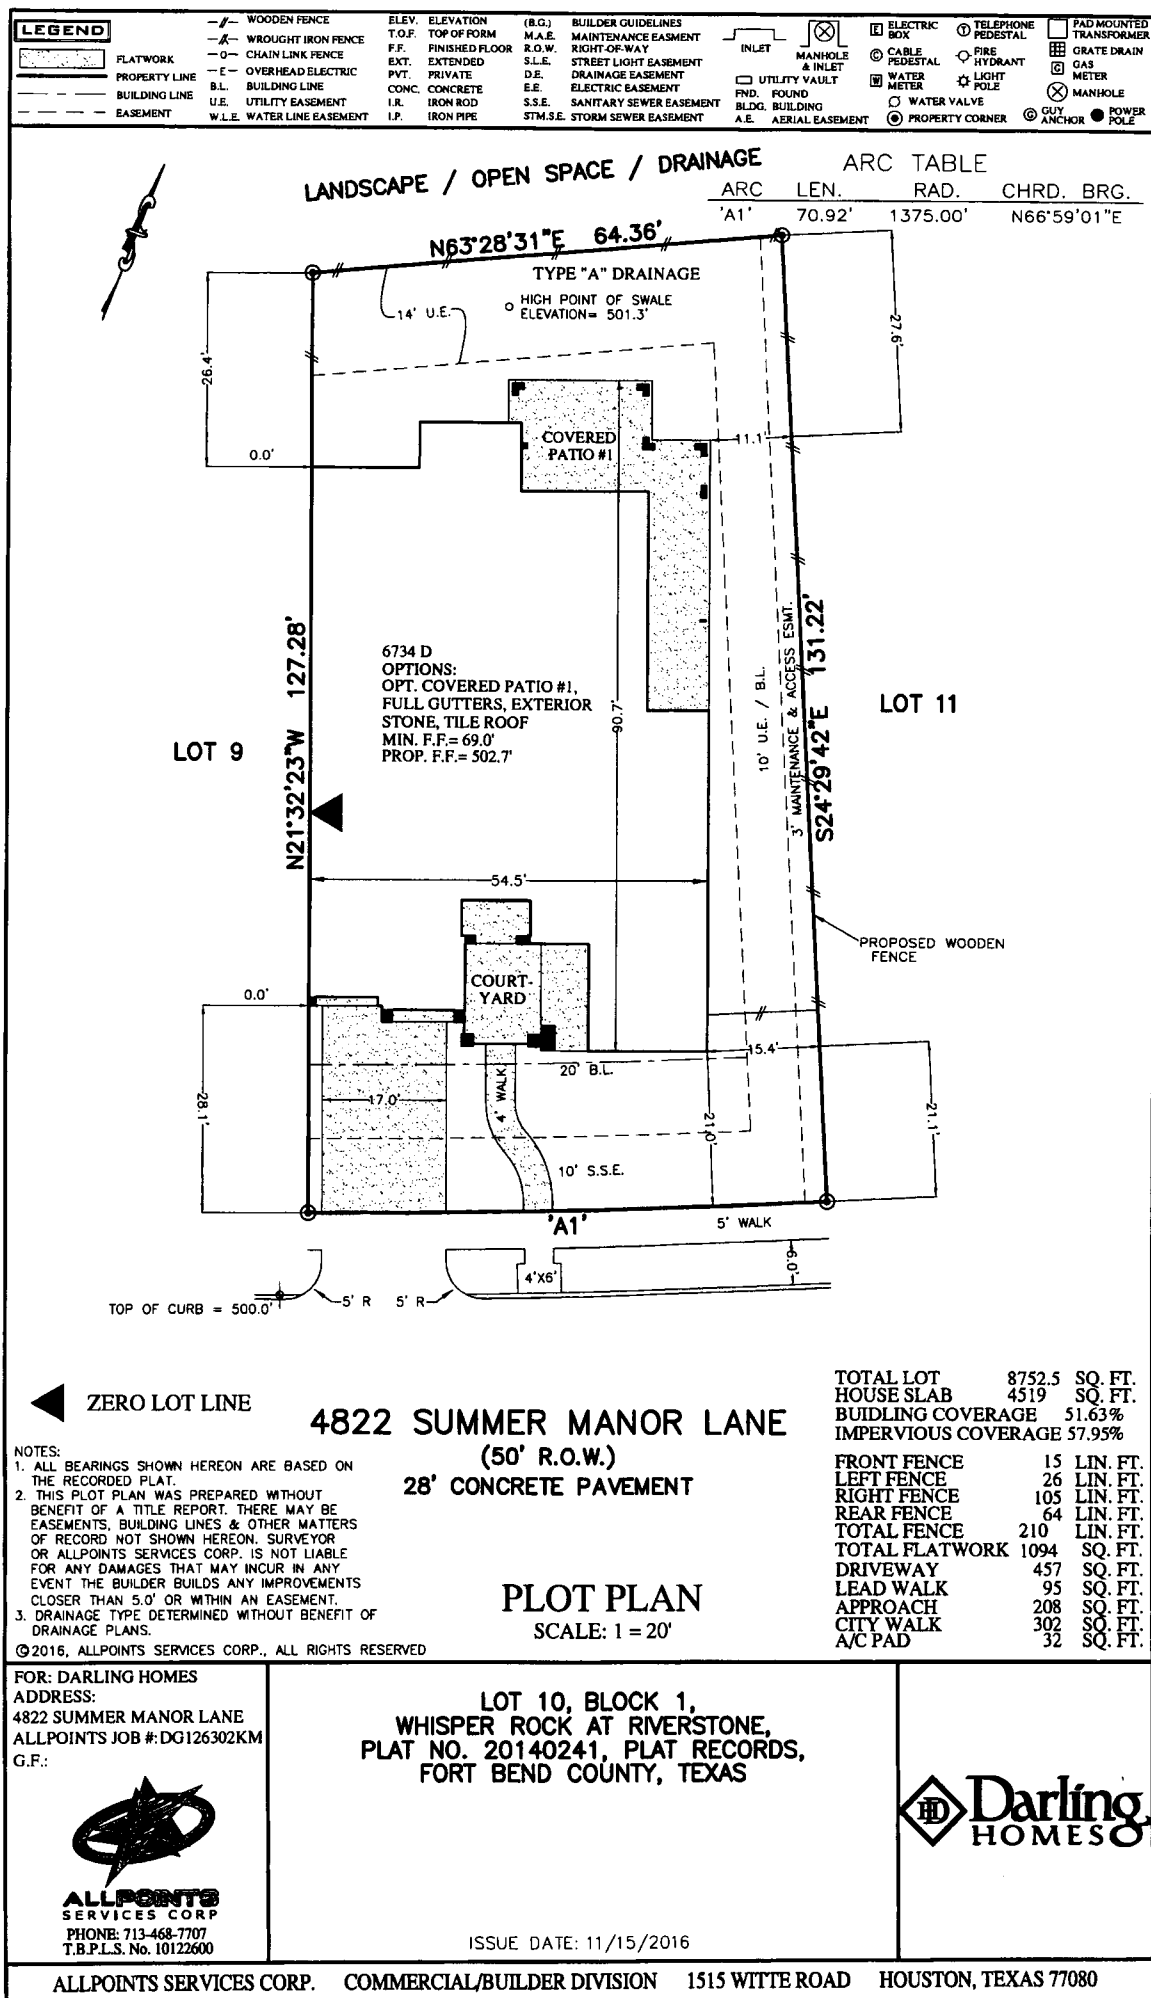 LEGEND
FLATWORK
PROPERTY LINE
BUILDING LINE
EASEMENT
WOODEN FENCE
WROUGHT IRON FENCE
CHAIN LINK FENCE
E OVERHEAD ELECTRIC
B.L. BUILDING LINE
U.E. UTILITY EASEMENT
W.L.E. WATER LINE EASEMENT
ELEV. ELEVATION
T.O.F. TOP OF FORM
F.F. FINISHED FLOOR
EXT. EXTENDED
PVT. PRIVATE
CONC. CONCRETE
I.R. IRON ROD
I.P. IRON PIPE
(B.G.) BUILDER GUIDELINES
M.A.E. MAINTENANCE EASMENT
R.O.W. RIGHT-OF-WAY
S.L.E. STREET LIGHT EASEMENT
D.E. DRAINAGE EASEMENT
E.E. ELECTRIC EASEMENT
S.S.E. SANITARY SEWER EASEMENT
STM.S.E. STORM SEWER EASEMENT
INLET
MANHOLE
& INLET
UTILITY VAULT
FND. FOUND
BLDG. BUILDING
A.E. AERIAL EASEMENT
E ELECTRIC
BOX
C CABLE
PEDESTAL
W WATER
METER
WATER VALVE
PROPERTY CORNER
T TELEPHONE
PEDESTAL
FIRE
HYDRANT
LIGHT
POLE
PAD MOUNTED
TRANSFORMER
GRATE DRAIN
G GAS
METER
MANHOLE
G GUY
ANCHOR
POWER
POLE
LANDSCAPE / OPEN SPACE / DRAINAGE
ARC TABLE
ARC LEN. RAD. CHRD. BRG.
'A1' 70.92' 1375.00' N66°59'01"E
N63°28'31"E 64.36'
TYPE "A" DRAINAGE
HIGH POINT OF SWALE
ELEVATION= 501.3'
14' U.E.
26.4'
27.6'
0.0'
COVERED
PATIO #1
11.1'
6734 D
OPTIONS:
OPT. COVERED PATIO #1,
FULL GUTTERS, EXTERIOR
STONE, TILE ROOF
MIN. F.F.= 69.0'
PROP. F.F.= 502.7'
90.7'
N21°32'23"W 127.28'
LOT 9
10' U.E. / B.L.
3' MAINTENANCE & ACCESS ESMT.
S24°29'42"E 131.22'
LOT 11
54.5'
PROPOSED WOODEN
FENCE
COURT-
YARD
0.0'
15.4'
20' B.L.
4' WALK
17.0'
28.1'
21.0'
21.1'
10' S.S.E.
'A1'
5' WALK
4'X6'
6.0'
5' R 5' R
TOP OF CURB = 500.0'
ZERO LOT LINE
4822 SUMMER MANOR LANE
(50' R.O.W.)
28' CONCRETE PAVEMENT
NOTES:
1. ALL BEARINGS SHOWN HEREON ARE BASED ON
THE RECORDED PLAT.
2. THIS PLOT PLAN WAS PREPARED WITHOUT
BENEFIT OF A TITLE REPORT. THERE MAY BE
EASEMENTS, BUILDING LINES & OTHER MATTERS
OF RECORD NOT SHOWN HEREON. SURVEYOR
OR ALLPOINTS SERVICES CORP. IS NOT LIABLE
FOR ANY DAMAGES THAT MAY INCUR IN ANY
EVENT THE BUILDER BUILDS ANY IMPROVEMENTS
CLOSER THAN 5.0' OR WITHIN AN EASEMENT.
3. DRAINAGE TYPE DETERMINED WITHOUT BENEFIT OF
DRAINAGE PLANS.
©2016, ALLPOINTS SERVICES CORP., ALL RIGHTS RESERVED
PLOT PLAN
SCALE: 1 = 20'
TOTAL LOT 8752.5 SQ. FT.
HOUSE SLAB 4519 SQ. FT.
BUIDLING COVERAGE 51.63%
IMPERVIOUS COVERAGE 57.95%
FRONT FENCE 15 LIN. FT.
LEFT FENCE 26 LIN. FT.
RIGHT FENCE 105 LIN. FT.
REAR FENCE 64 LIN. FT.
TOTAL FENCE 210 LIN. FT.
TOTAL FLATWORK 1094 SQ. FT.
DRIVEWAY 457 SQ. FT.
LEAD WALK 95 SQ. FT.
APPROACH 208 SQ. FT.
CITY WALK 302 SQ. FT.
A/C PAD 32 SQ. FT.
FOR: DARLING HOMES
ADDRESS:
4822 SUMMER MANOR LANE
ALLPOINTS JOB #: DG126302KM
G.F.:
ALLPOINTS
SERVICES CORP
PHONE: 713-468-7707
T.B.P.L.S. No. 10122600
LOT 10, BLOCK 1,
WHISPER ROCK AT RIVERSTONE,
PLAT NO. 20140241, PLAT RECORDS,
FORT BEND COUNTY, TEXAS
ISSUE DATE: 11/15/2016
DH Darling
HOMES
ALLPOINTS SERVICES CORP. COMMERCIAL/BUILDER DIVISION 1515 WITTE ROAD HOUSTON, TEXAS 77080